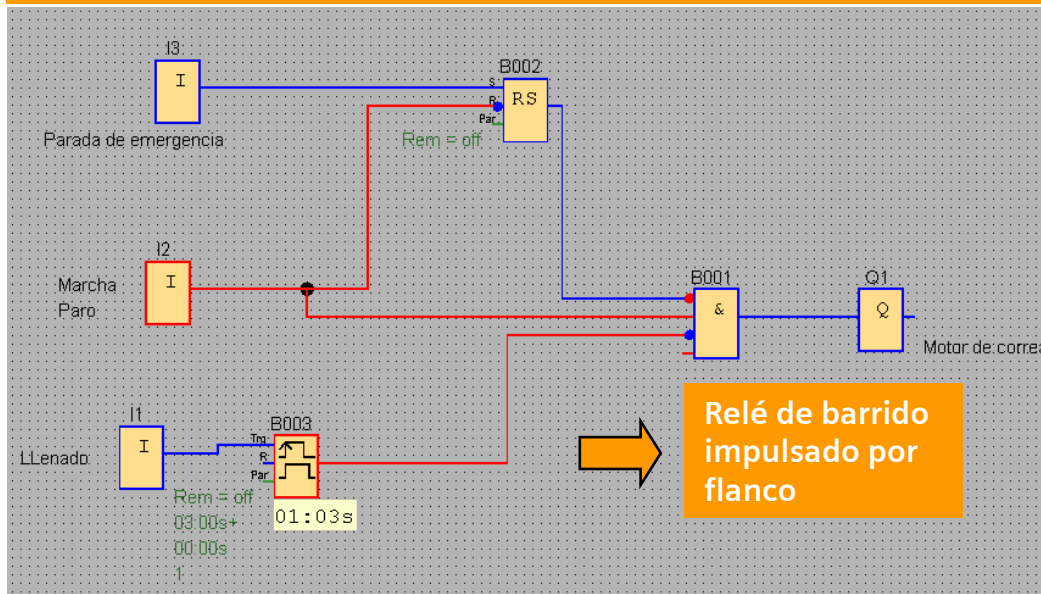 I3
I
B002
S
R
RS
Par
Parada de emergencia
Rem = off
I2
Marcha
I
Paro
B001
Q1
&
Q
Motor de correa
I1
B003
Trg
I
R
LLenado
Par
Rem = off
01:03s
03:00s+
00:00s
1
Relé de barrido
impulsado por
flanco